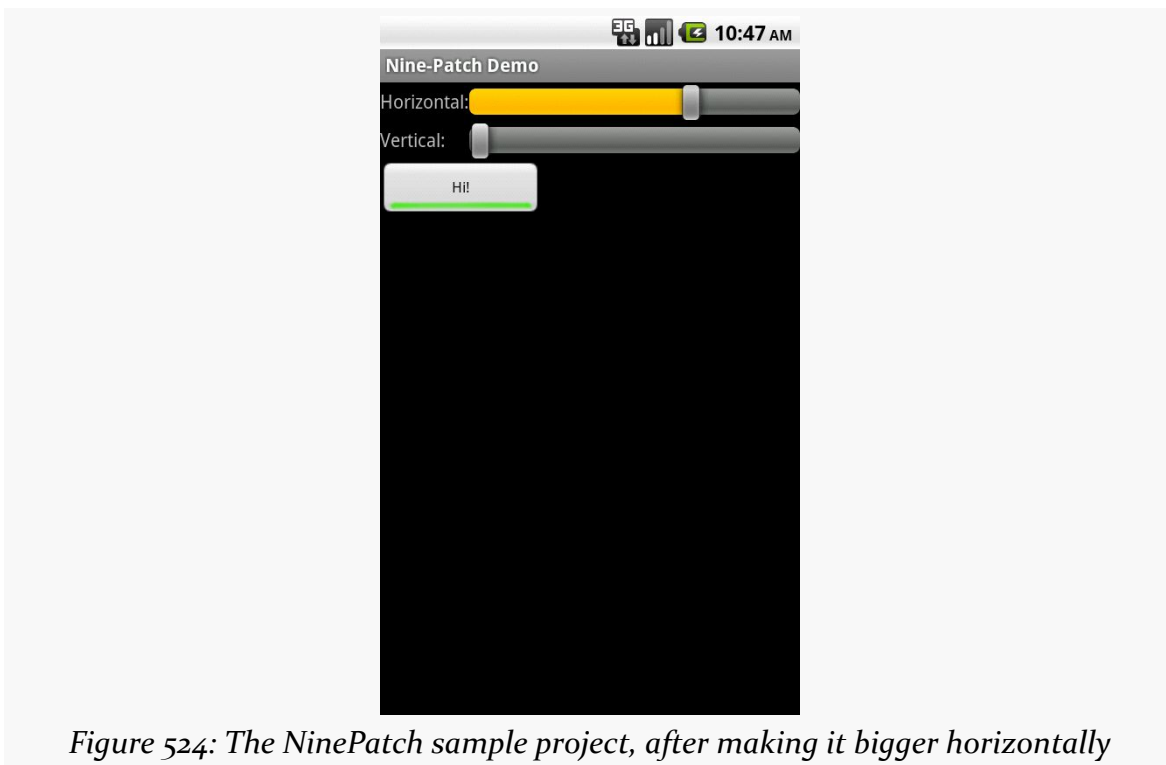 3G 10:47 AM
Nine-Patch Demo
Horizontal:
Vertical:
Hi!
Figure 524: The NinePatch sample project, after making it bigger horizontally